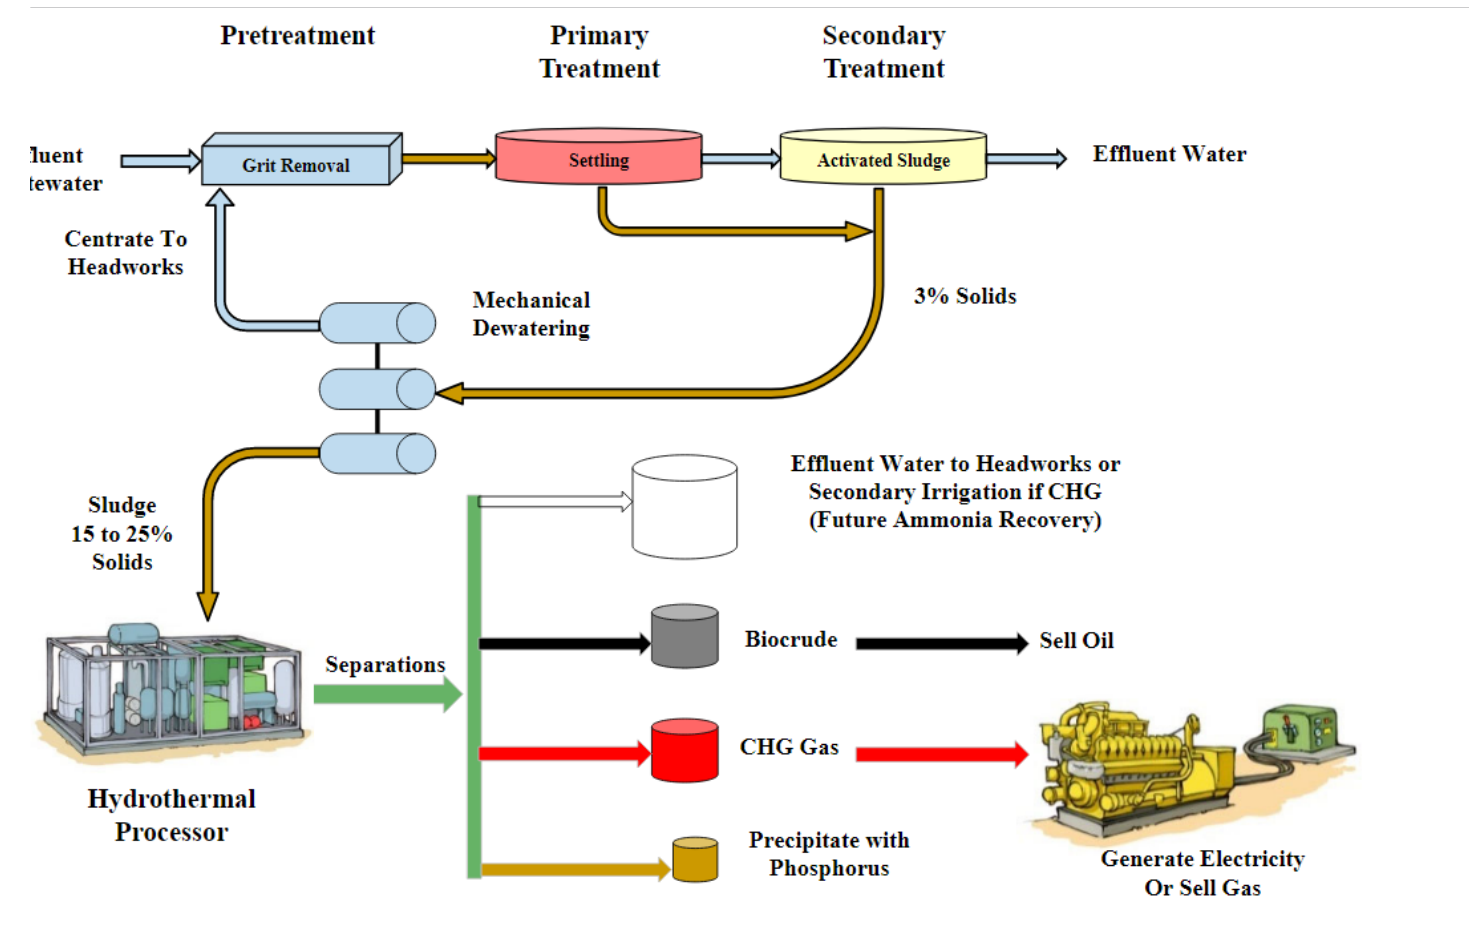 Pretreatment
Primary
Treatment
Secondary
Treatment
fluent
tewater
Grit Removal
Settling
Activated Sludge
Effluent Water
Centrate To
Headworks
Mechanical
Dewatering
3% Solids
Sludge
15 to 25%
Solids
Effluent Water to Headworks or
Secondary Irrigation if CHG
(Future Ammonia Recovery)
Separations
Biocrude
Sell Oil
CHG Gas
Hydrothermal
Processor
Precipitate with
Phosphorus
Generate Electricity
Or Sell Gas